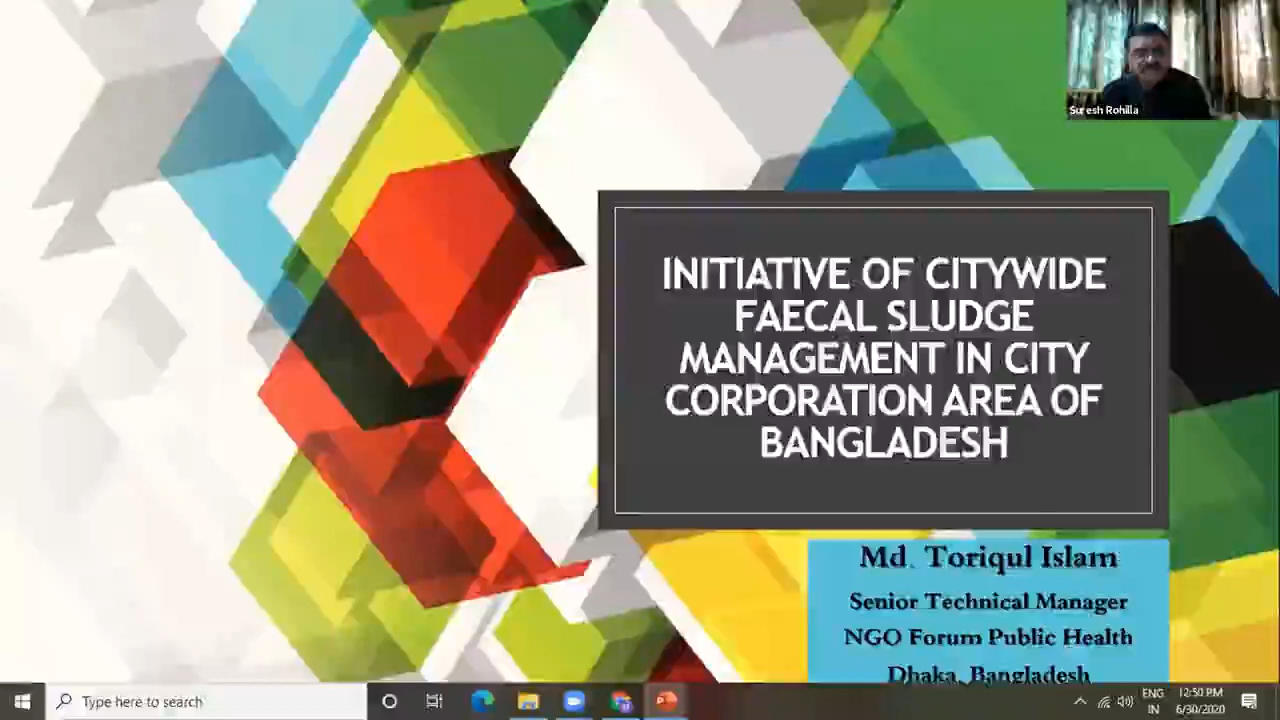 Suresh Rohilla
INITIATIVE OF CITYWIDE
FAECAL SLUDGE
MANAGEMENT IN CITY
CORPORATION AREA OF
BANGLADESH
Md. Toriqul Islam
Senior Technical Manager
NGO Forum Public Health
Dhaka, Bangladesh
Type here to search
ENG
IN
12:50 PM
6/30/2020